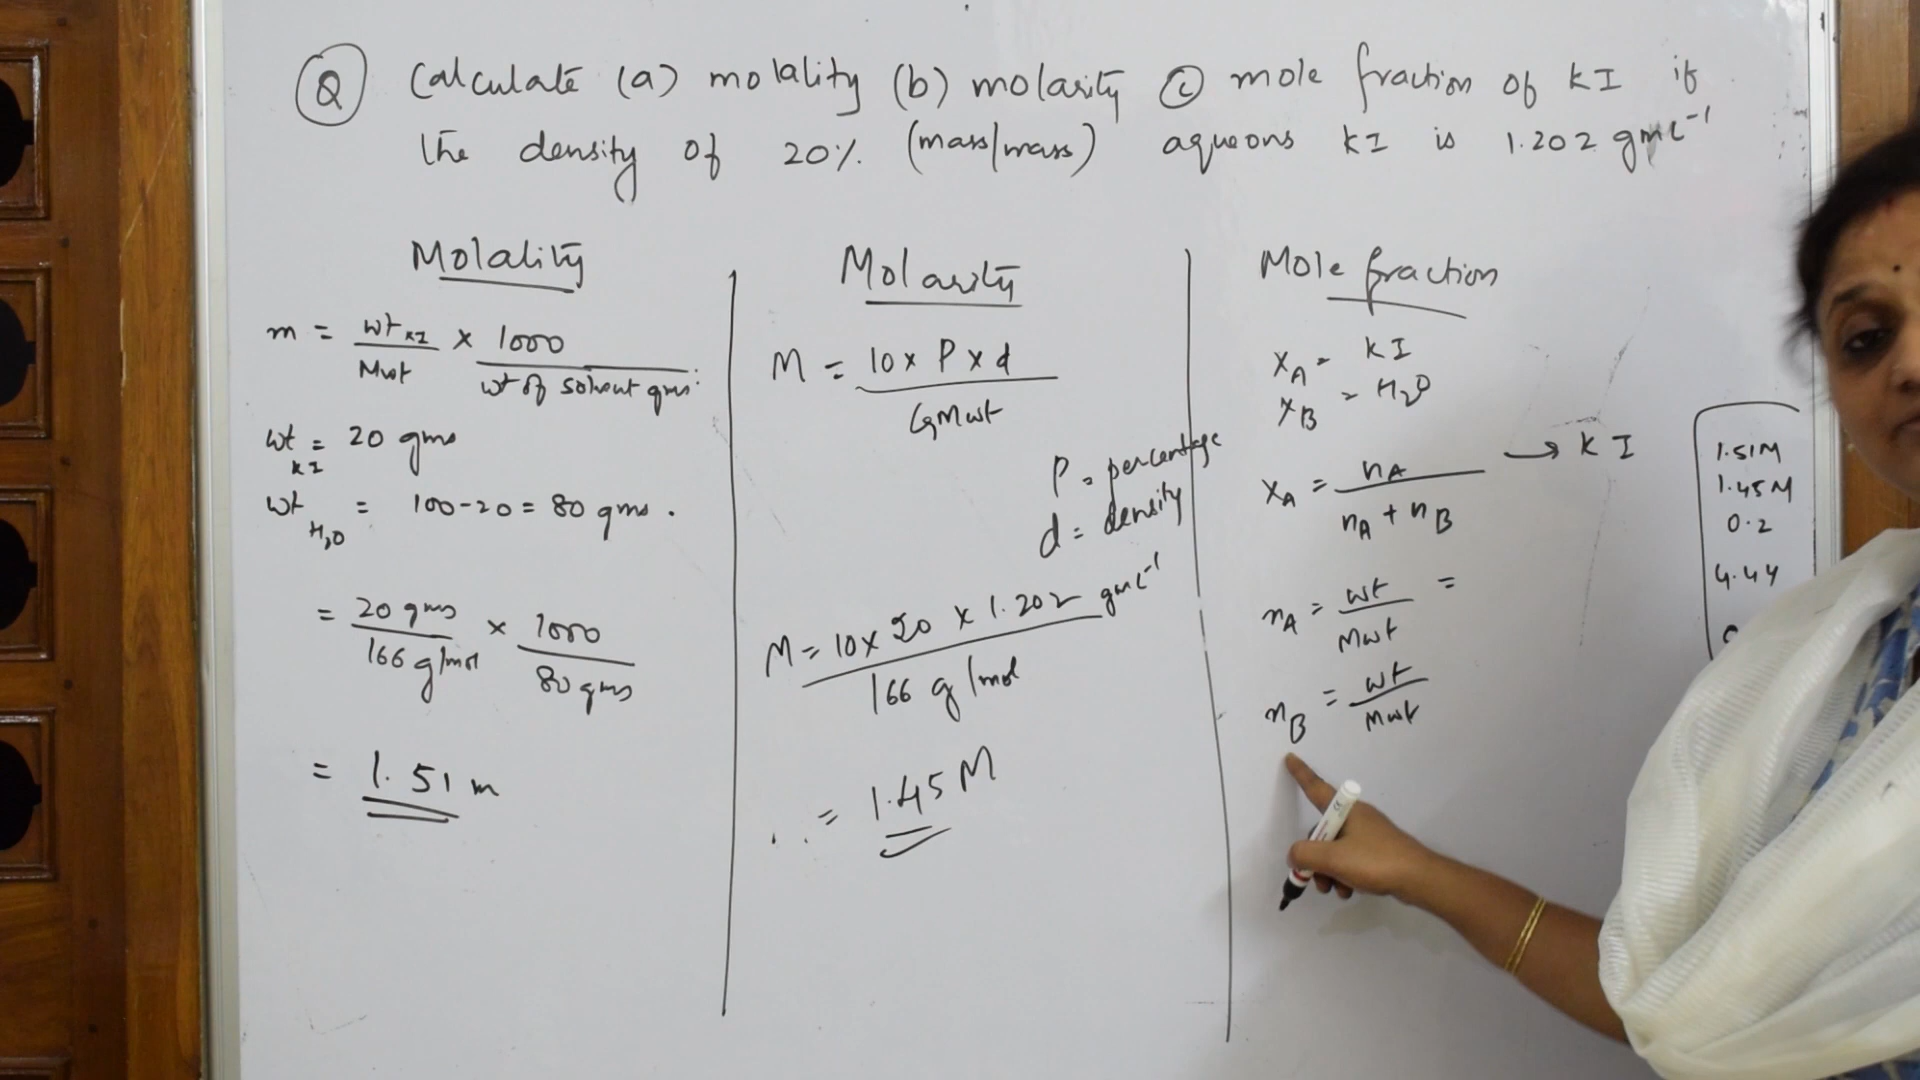 Q Calculate (a) molality (b) molarity (c) mole fraction of KI if
the density of 20% (mass/mass) aqueous KI is 1.202 gmL⁻¹
Molality
m = wt KI / Mwt × 1000 / wt of solvent gms.
wt KI = 20 gms
wt H₂O = 100-20 = 80 gms.
= 20 gms / 166 g/mol × 1000 / 80 gms
= 1.51 m
Molarity
M = 10 × P × d / GMwt
P = percentage
d = density
M = 10 × 20 × 1.202 gmL⁻¹ / 166 g/mol
∴ = 1.45 M
Mole fraction
xA = KI
xB = H₂O
xA = nA / nA + nB → KI
nA = wt / Mwt =
nB = wt / Mwt
1.51M
1.45M
0.2
4.44